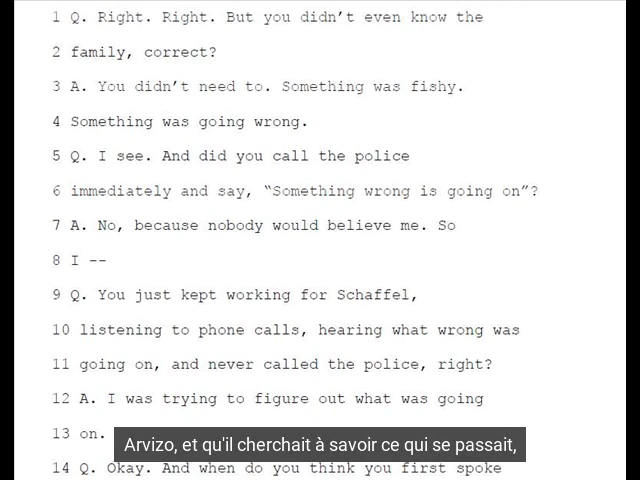 1 Q. Right. Right. But you didn’t even know the
2 family, correct?
3 A. You didn’t need to. Something was fishy.
4 Something was going wrong.
5 Q. I see. And did you call the police
6 immediately and say, “Something wrong is going on”?
7 A. No, because nobody would believe me. So
8 I --
9 Q. You just kept working for Schaffel,
10 listening to phone calls, hearing what wrong was
11 going on, and never called the police, right?
12 A. I was trying to figure out what was going
13 on.
Arvizo, et qu'il cherchait à savoir ce qui se passait,
14 Q. Okay. And when do you think you first spoke